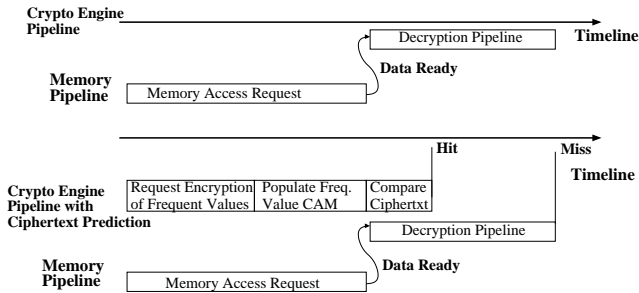 Crypto Engine
Pipeline
Decryption Pipeline
Timeline
Data Ready
Memory
Pipeline
Memory Access Request
Hit
Miss
Timeline
Crypto Engine
Pipeline with
Ciphertext Prediction
Request Encryption
of Frequent Values
Populate Freq.
Value CAM
Compare
Ciphertxt
Decryption Pipeline
Data Ready
Memory
Pipeline
Memory Access Request